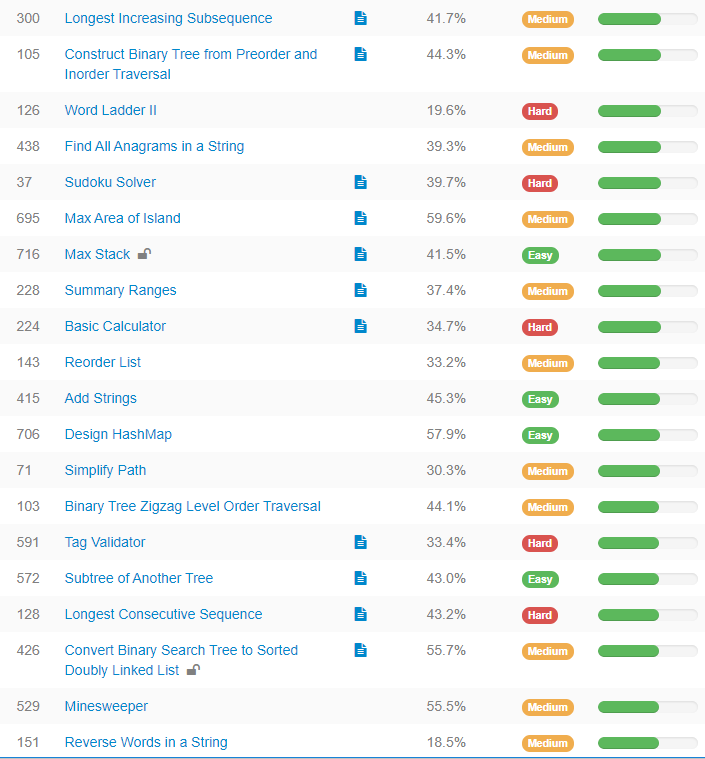 300 Longest Increasing Subsequence 41.7% Medium
105 Construct Binary Tree from Preorder and 44.3% Medium
Inorder Traversal
126 Word Ladder II 19.6% Hard
438 Find All Anagrams in a String 39.3% Medium
37 Sudoku Solver 39.7% Hard
695 Max Area of Island 59.6% Medium
716 Max Stack 41.5% Easy
228 Summary Ranges 37.4% Medium
224 Basic Calculator 34.7% Hard
143 Reorder List 33.2% Medium
415 Add Strings 45.3% Easy
706 Design HashMap 57.9% Easy
71 Simplify Path 30.3% Medium
103 Binary Tree Zigzag Level Order Traversal 44.1% Medium
591 Tag Validator 33.4% Hard
572 Subtree of Another Tree 43.0% Easy
128 Longest Consecutive Sequence 43.2% Hard
426 Convert Binary Search Tree to Sorted 55.7% Medium
Doubly Linked List
529 Minesweeper 55.5% Medium
151 Reverse Words in a String 18.5% Medium